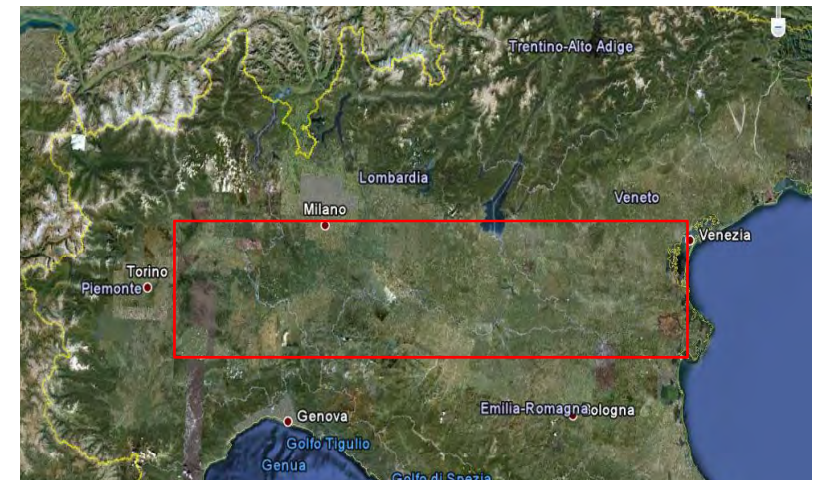 Trentino-Alto Adige
Lombardia
Veneto
Milano
Venezia
Torino
Piemonte
Emilia-Romagna
ologna
Genova
Golfo Tigulio
Genua
Golfo di Spezia